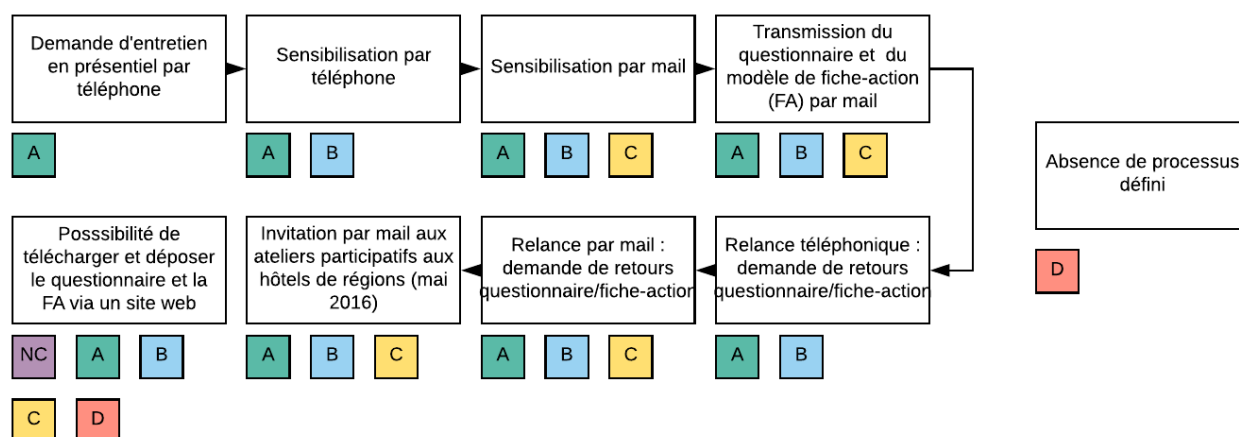 Demande d'entretien
en présentiel par
téléphone
A
Sensibilisation par
téléphone
A B
Sensibilisation par mail
A B C
Transmission du
questionnaire et du
modèle de fiche-action
(FA) par mail
A B C
Absence de processus
défini
D
Posssibilité de
télécharger et déposer
le questionnaire et la
FA via un site web
NC A B
C D
Invitation par mail aux
ateliers participatifs aux
hôtels de régions (mai
2016)
A B C
Relance par mail :
demande de retours
questionnaire/fiche-action
A B C
Relance téléphonique :
demande de retours
questionnaire/fiche-action
A B